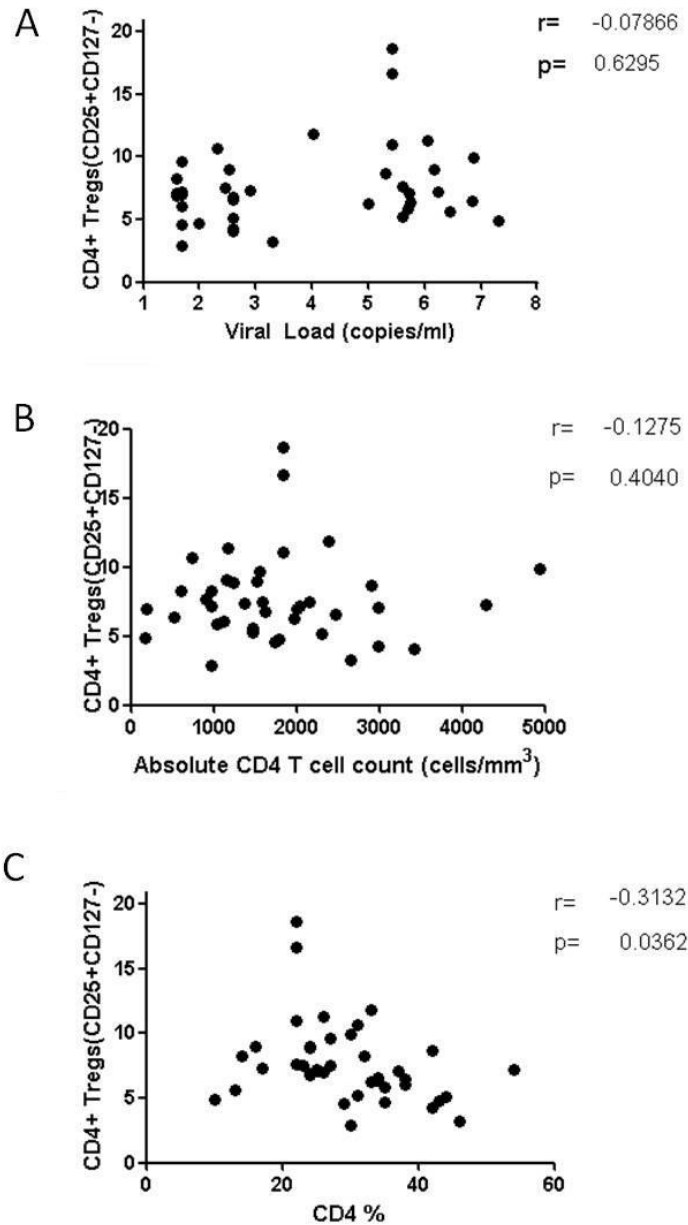 A
r= -0.07866
p= 0.6295
CD4+ Tregs(CD25+CD127-)
20
15
10
5
0
1 2 3 4 5 6 7 8
Viral Load (copies/ml)
B
r= -0.1275
p= 0.4040
CD4+ Tregs(CD25+CD127-)
20
15
10
5
0
0 1000 2000 3000 4000 5000
Absolute CD4 T cell count (cells/mm³)
C
r= -0.3132
p= 0.0362
CD4+ Tregs(CD25+CD127-)
20
15
10
5
0
0 20 40 60
CD4 %